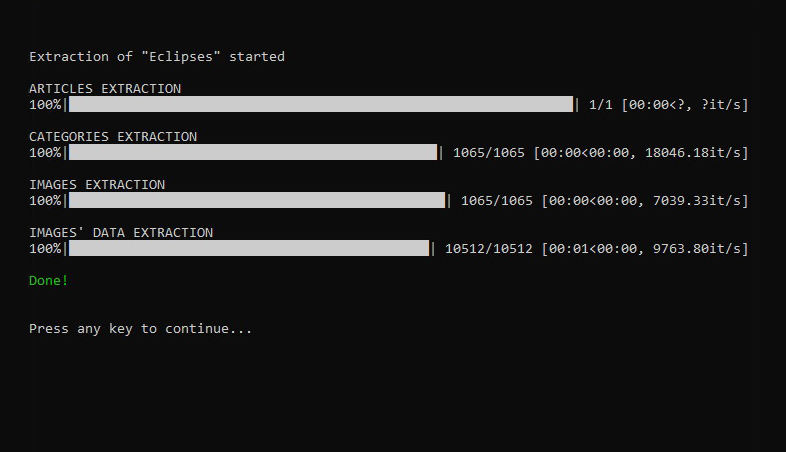 Extraction of "Eclipses" started
ARTICLES EXTRACTION
100%| | 1/1 [00:00<?, ?it/s]
CATEGORIES EXTRACTION
100%| | 1065/1065 [00:00<00:00, 18046.18it/s]
IMAGES EXTRACTION
100%| | 1065/1065 [00:00<00:00, 7039.33it/s]
IMAGES' DATA EXTRACTION
100%| | 10512/10512 [00:01<00:00, 9763.80it/s]
Done!
Press any key to continue...